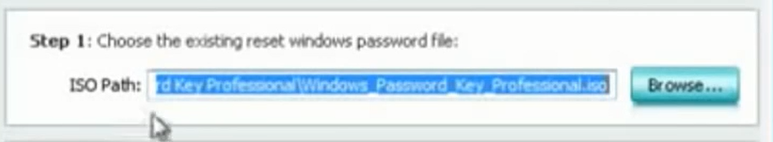 Step 1: Choose the existing reset windows password file:
ISO Path: rd Key Professional\Windows_Password_Key_Professional.iso Browse...